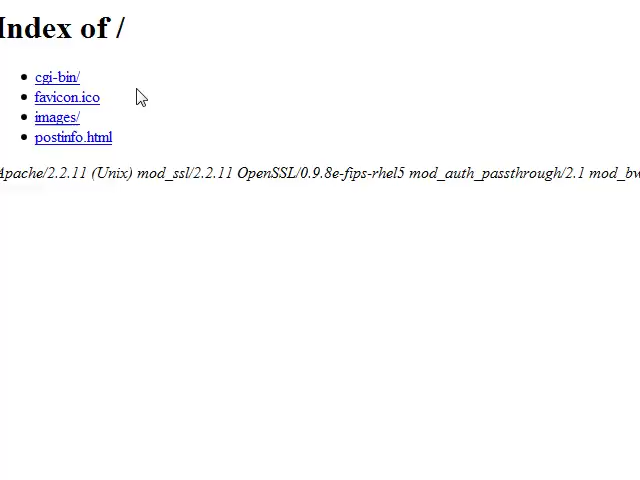 Index of /
cgi-bin/
favicon.ico
images/
postinfo.html
Apache/2.2.11 (Unix) mod_ssl/2.2.11 OpenSSL/0.9.8e-fips-rhel5 mod_auth_passthrough/2.1 mod_bw